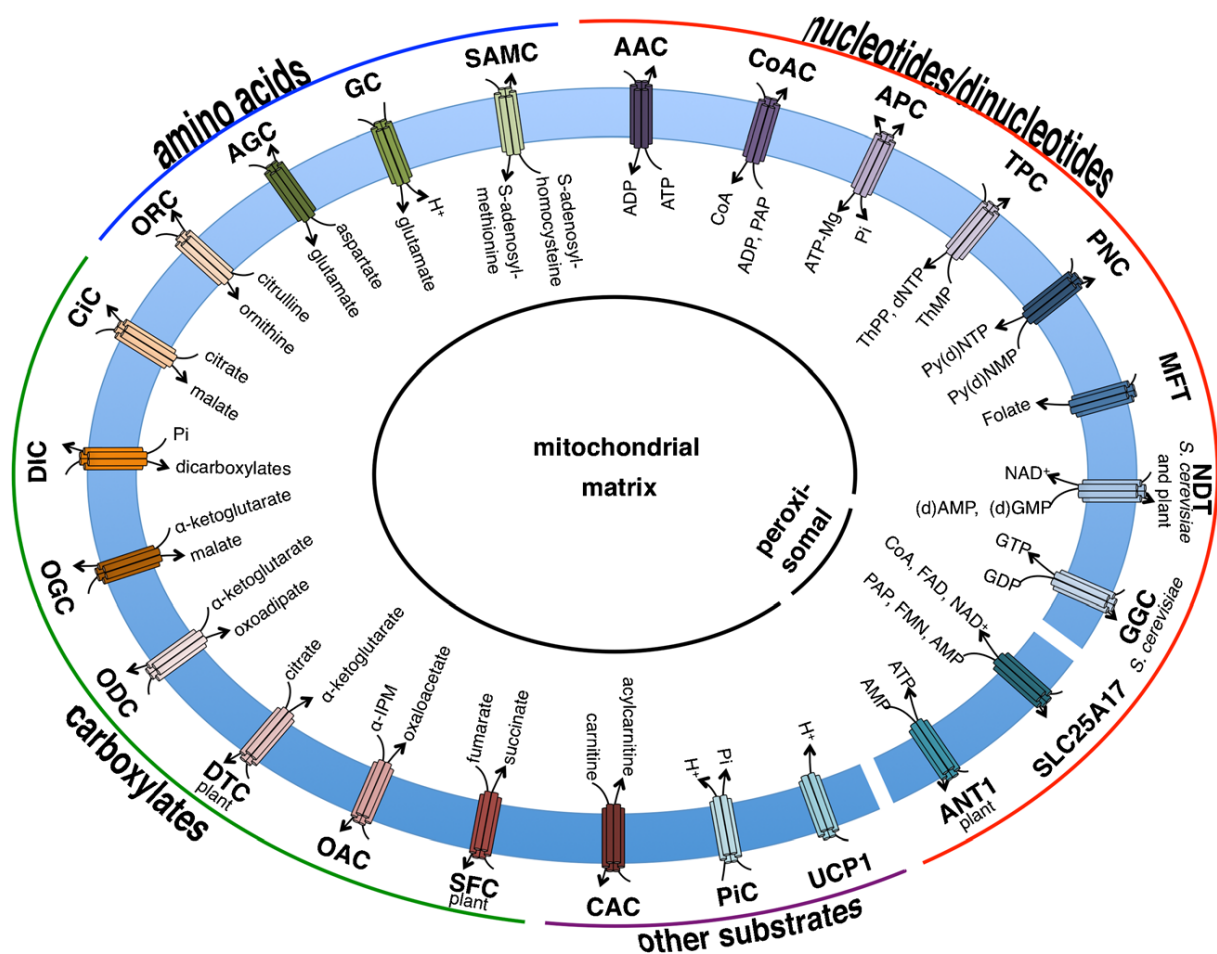 amino acids
nucleotides/dinucleotides
carboxylates
other substrates
mitochondrial
matrix
peroxi-
somal
SAMC
S-adenosyl-
methionine
S-adenosyl-
homocysteine
AAC
ADP
ATP
CoAC
CoA
ADP, PAP
APC
ATP-Mg
Pi
TPC
ThPP, dNTP
ThMP
PNC
Py(d)NTP
Py(d)NMP
MFT
Folate
NDT
S. cerevisiae
and plant
NAD⁺
(d)AMP, (d)GMP
GGC
S. cerevisiae
GTP
GDP
SLC25A17
CoA, FAD, NAD⁺
PAP, FMN, AMP
ANT1
plant
ATP
AMP
UCP1
H⁺
PiC
H⁺
Pi
CAC
carnitine
acylcarnitine
SFC
plant
fumarate
succinate
OAC
α-IPM
oxaloacetate
DTC
plant
citrate
α-ketoglutarate
ODC
α-ketoglutarate
oxoadipate
OGC
α-ketoglutarate
malate
DIC
Pi
dicarboxylates
CiC
citrate
malate
ORC
citrulline
ornithine
AGC
aspartate
glutamate
GC
glutamate
H⁺